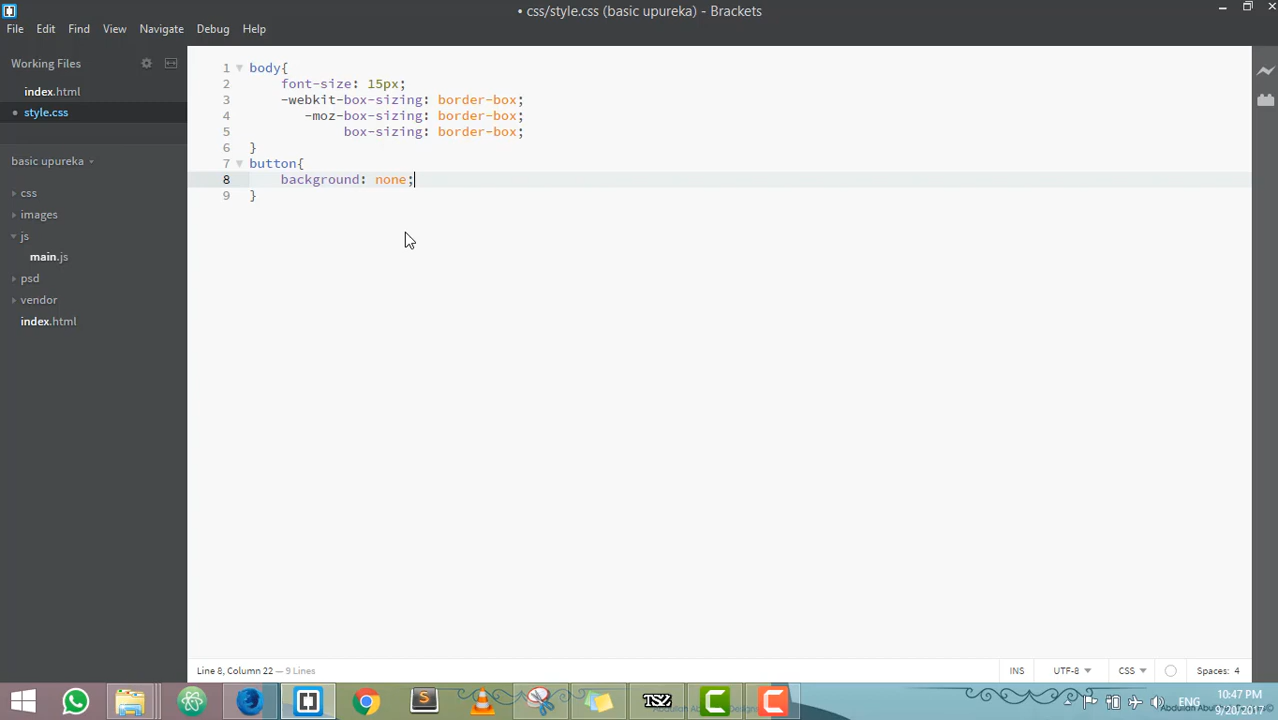 • css/style.css (basic upureka) - Brackets
File Edit Find View Navigate Debug Help
Working Files
index.html
• style.css
basic upureka
css
images
js
main.js
psd
vendor
index.html
1 body{
2 font-size: 15px;
3 -webkit-box-sizing: border-box;
4 -moz-box-sizing: border-box;
5 box-sizing: border-box;
6 }
7 button{
8 background: none;
9 }
Line 8, Column 22 — 9 Lines
INS UTF-8 CSS Spaces: 4
TSZ
ENG
10:47 PM
9/20/2017